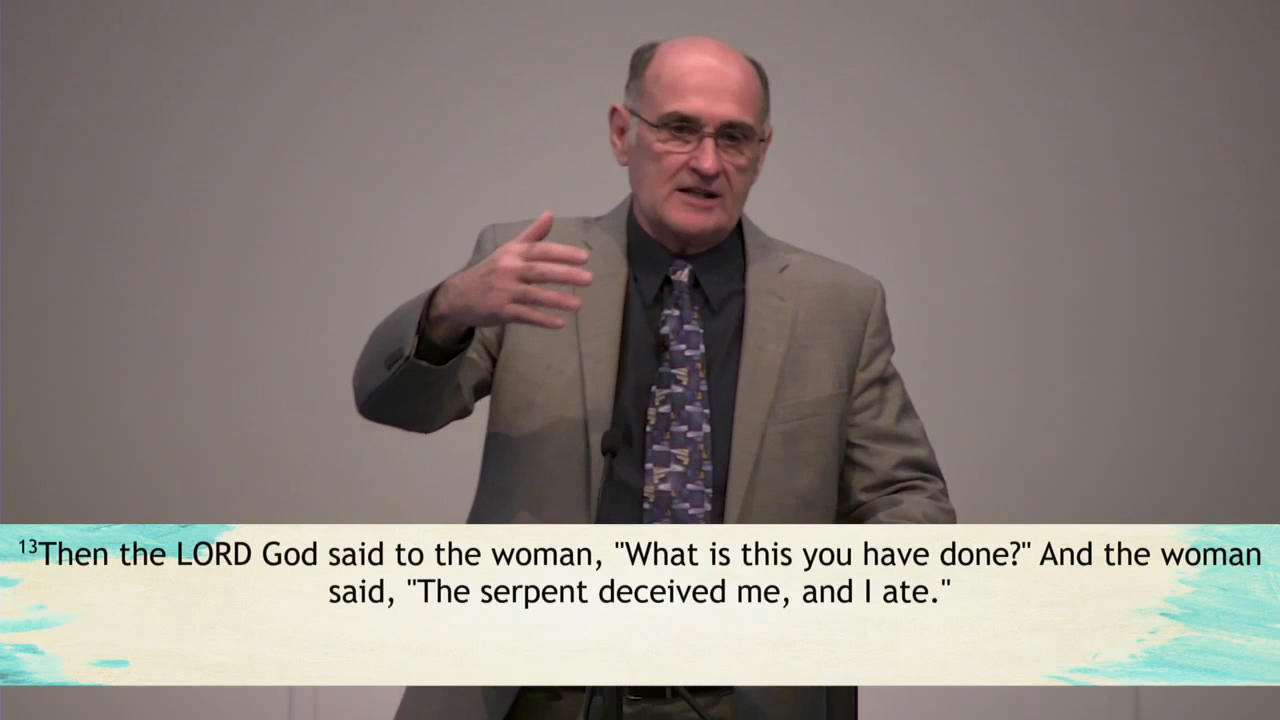 13Then the LORD God said to the woman, "What is this you have done?" And the woman
said, "The serpent deceived me, and I ate."